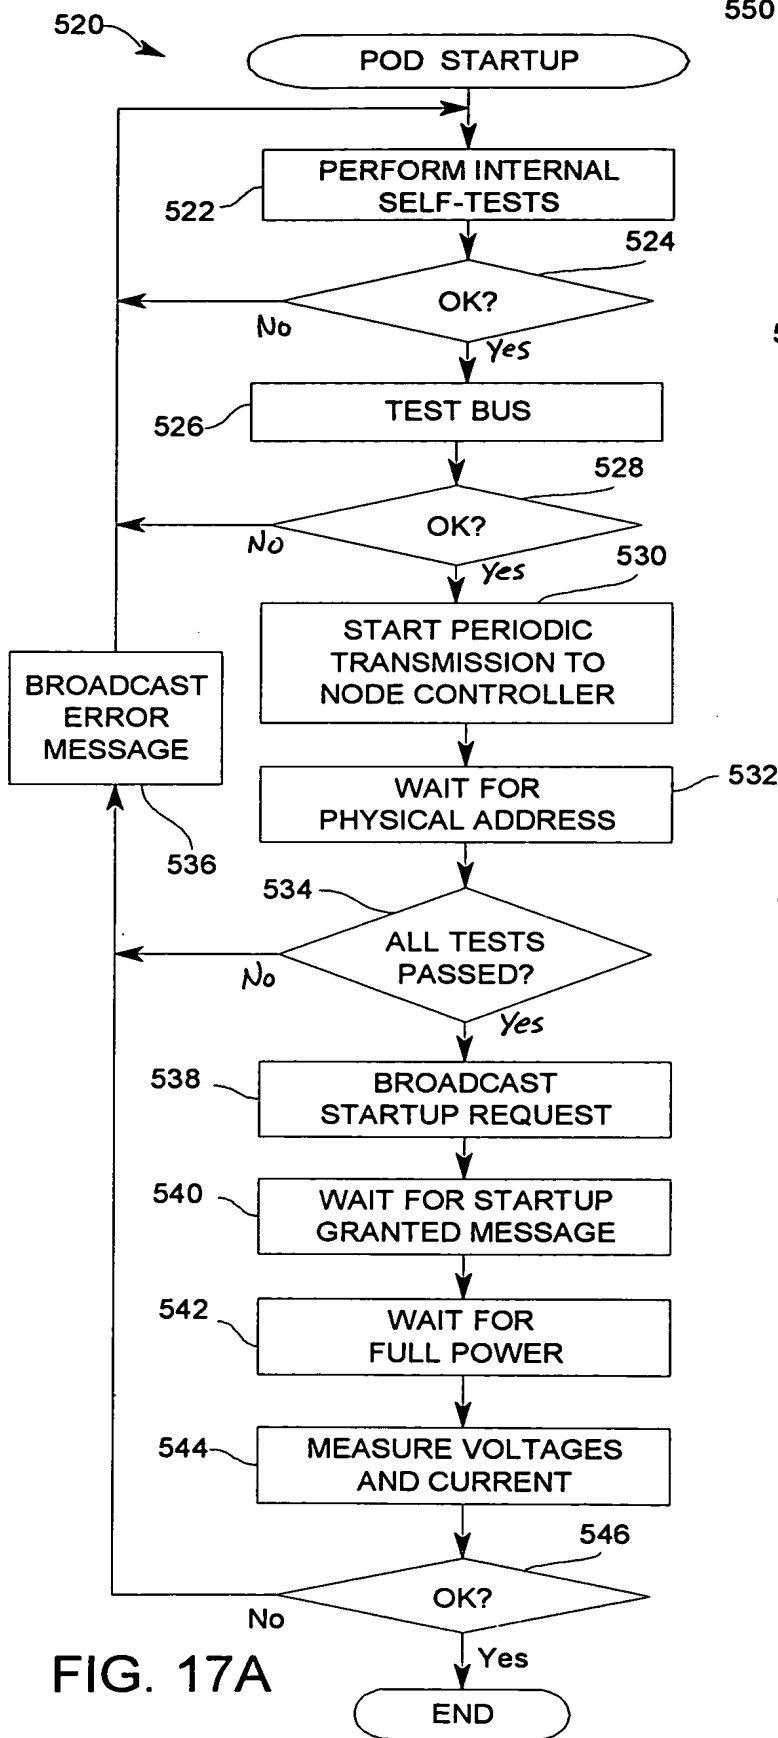 520
550
POD STARTUP
PERFORM INTERNAL
SELF-TESTS
522
524
OK?
No
Yes
5
TEST BUS
526
528
OK?
No
Yes
530
START PERIODIC
TRANSMISSION TO
NODE CONTROLLER
BROADCAST
ERROR
MESSAGE
536
WAIT FOR
PHYSICAL ADDRESS
532
534
ALL TESTS
PASSED?
No
Yes
538
BROADCAST
STARTUP REQUEST
540
WAIT FOR STARTUP
GRANTED MESSAGE
542
WAIT FOR
FULL POWER
544
MEASURE VOLTAGES
AND CURRENT
546
OK?
No
Yes
FIG. 17A
END